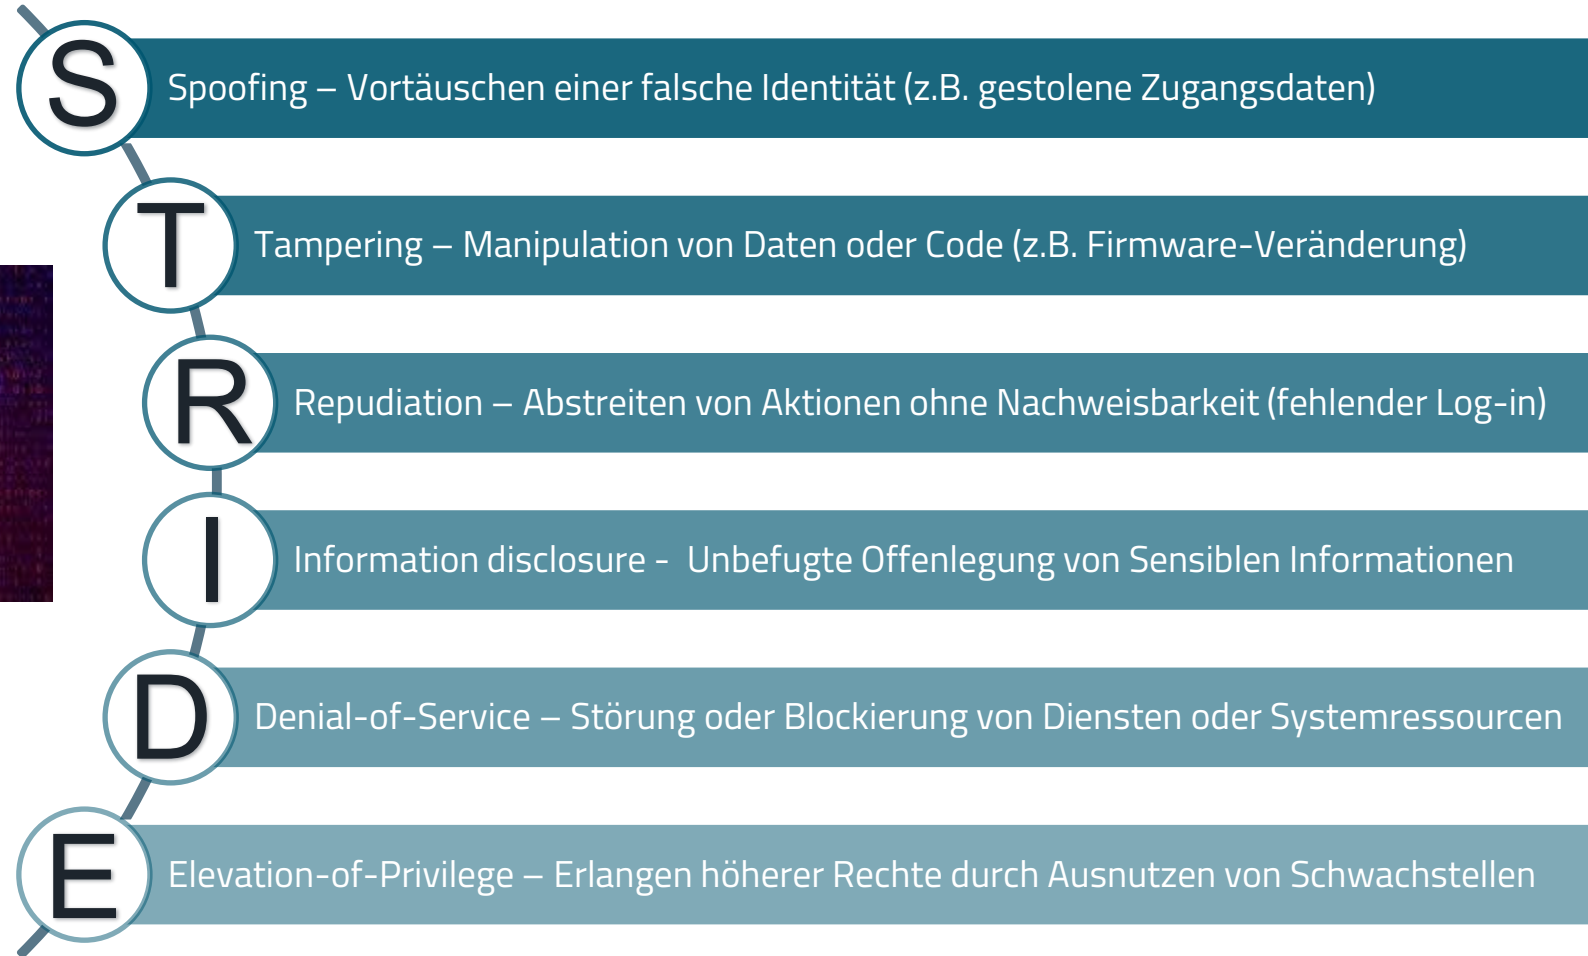 S
Spoofing – Vortäuschen einer falsche Identität (z.B. gestolene Zugangsdaten)
T
Tampering – Manipulation von Daten oder Code (z.B. Firmware-Veränderung)
R
Repudiation – Abstreiten von Aktionen ohne Nachweisbarkeit (fehlender Log-in)
I
Information disclosure -  Unbefugte Offenlegung von Sensiblen Informationen
D
Denial-of-Service – Störung oder Blockierung von Diensten oder Systemressourcen
E
Elevation-of-Privilege – Erlangen höherer Rechte durch Ausnutzen von Schwachstellen